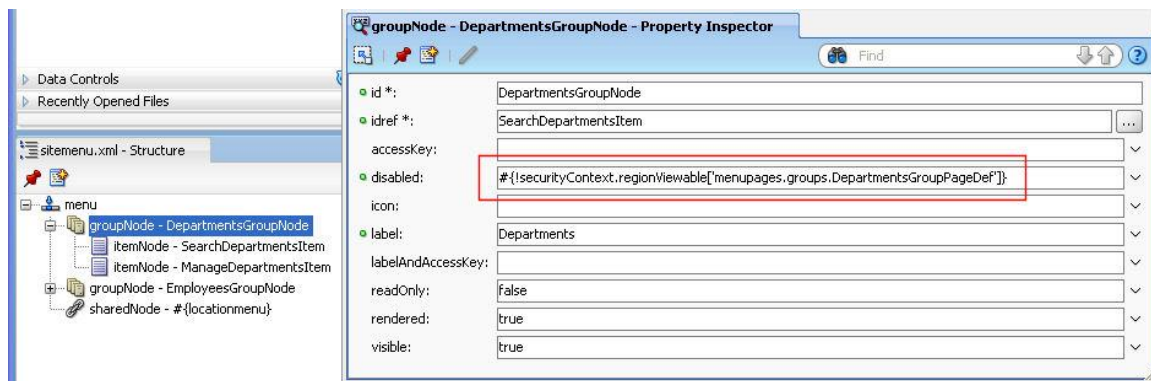 Data Controls
Recently Opened Files
sitemenu.xml - Structure
menu
groupNode - DepartmentsGroupNode
itemNode - SearchDepartmentsItem
itemNode - ManageDepartmentsItem
groupNode - EmployeesGroupNode
sharedNode - #{locationmenu}
groupNode - DepartmentsGroupNode - Property Inspector
Find
id *: DepartmentsGroupNode
idref *: SearchDepartmentsItem ...
accessKey:
disabled: #{!securityContext.regionViewable['menupages.groups.DepartmentsGroupPageDef']}
icon:
label: Departments
labelAndAccessKey:
readOnly: false
rendered: true
visible: true